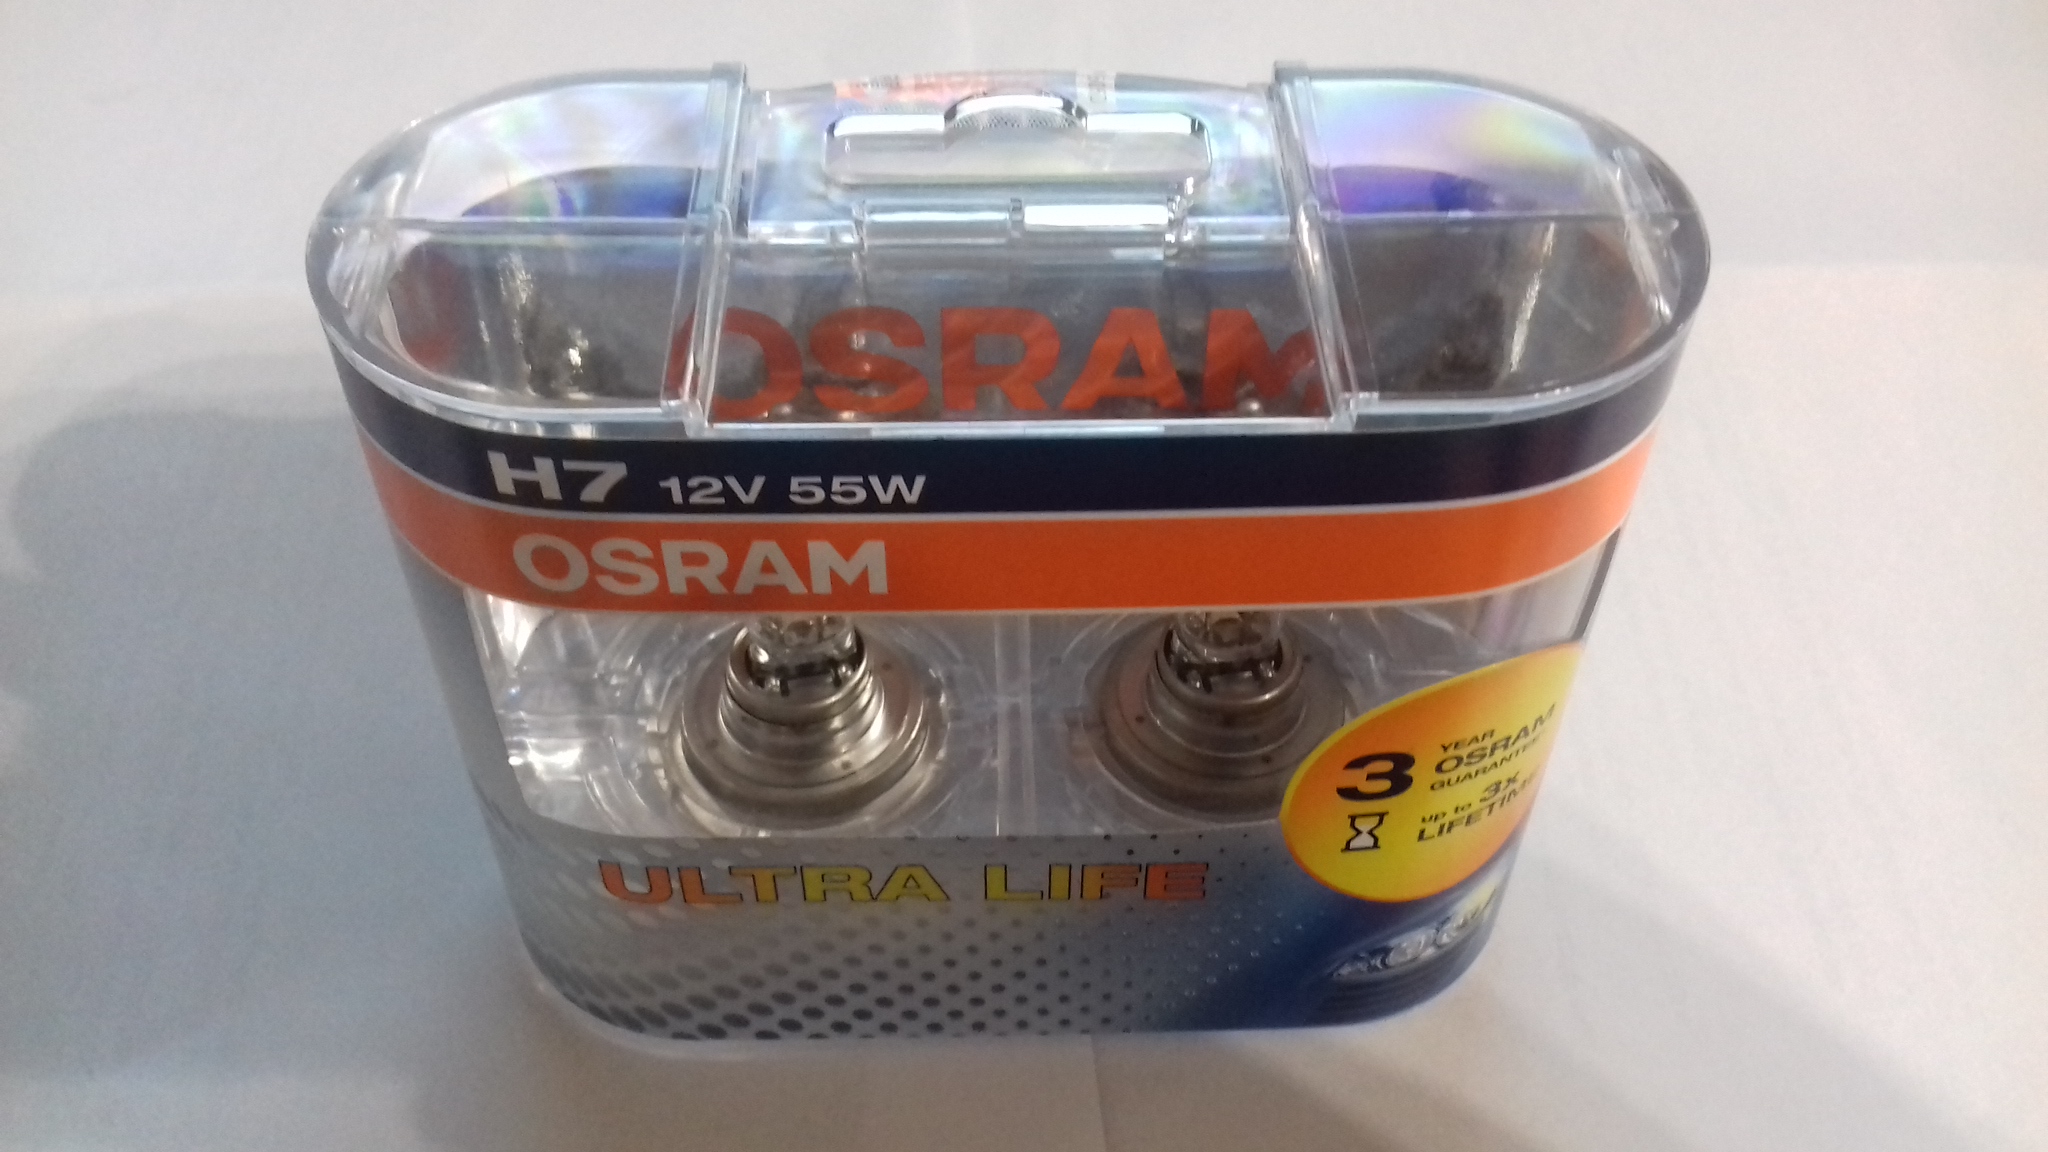 OSRAM
H7 12V 55W
OSRAM
3 YEAR
OSRAM
GUARANTEE
up to 3x
LIFETIME
ULTRA LIFE